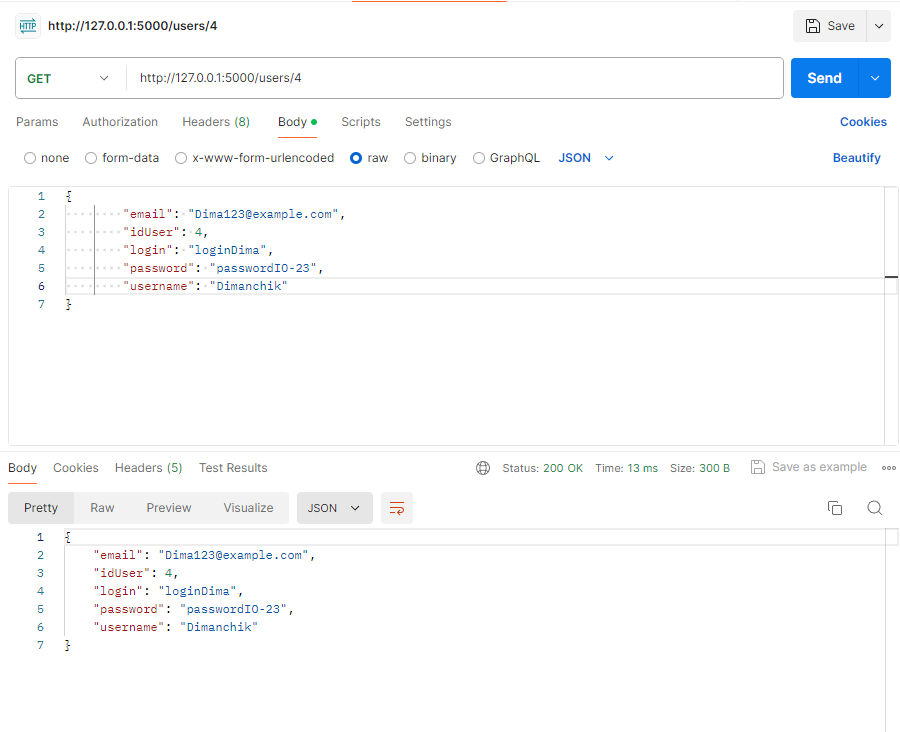 HTTP http://127.0.0.1:5000/users/4 Save
GET http://127.0.0.1:5000/users/4 Send
Params Authorization Headers (8) Body Scripts Settings Cookies
none form-data x-www-form-urlencoded raw binary GraphQL JSON Beautify
1 {
2 "email": "Dima123@example.com",
3 "idUser": 4,
4 "login": "loginDima",
5 "password": "passwordIO-23",
6 "username": "Dimanchik"
7 }
Body Cookies Headers (5) Test Results Status: 200 OK Time: 13 ms Size: 300 B Save as example
Pretty Raw Preview Visualize JSON
1 {
2 "email": "Dima123@example.com",
3 "idUser": 4,
4 "login": "loginDima",
5 "password": "passwordIO-23",
6 "username": "Dimanchik"
7 }